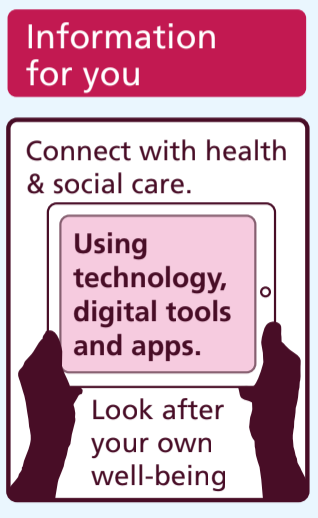 Information
for you
Connect with health
& social care.
Using
technology,
digital tools
and apps.
Look after
your own
well-being